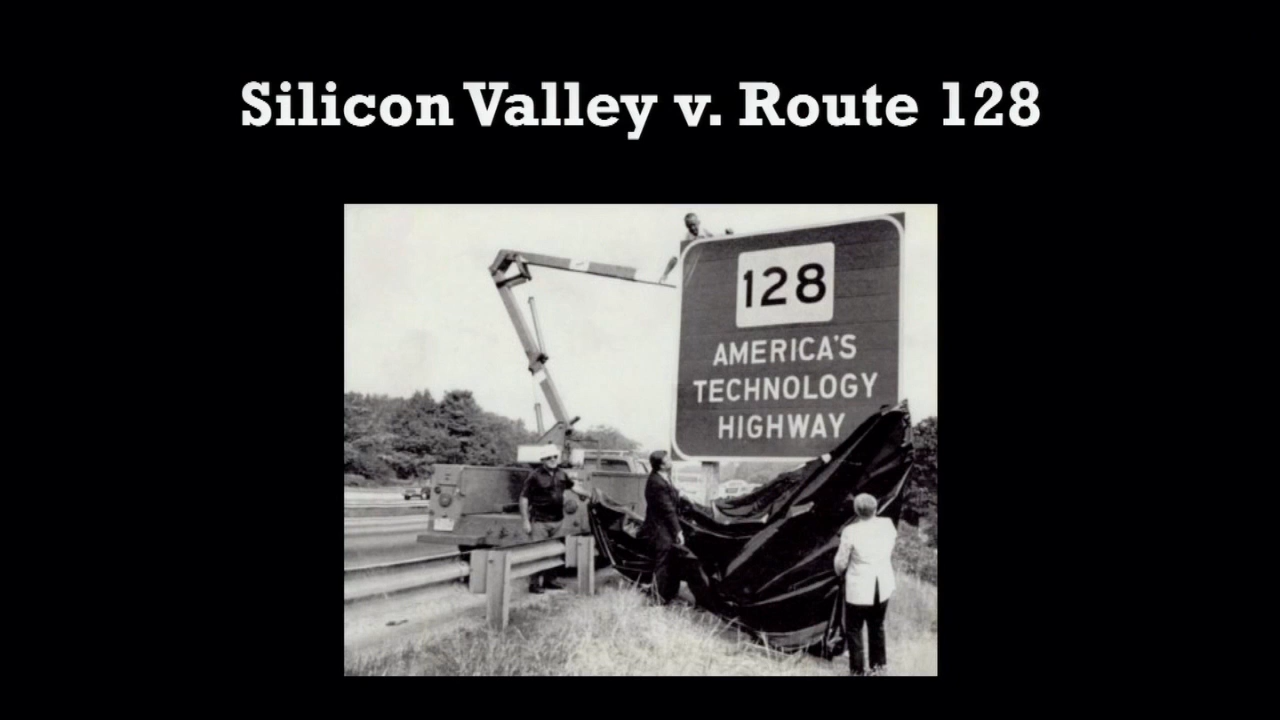 Silicon Valley v. Route 128
128
AMERICA'S
TECHNOLOGY
HIGHWAY